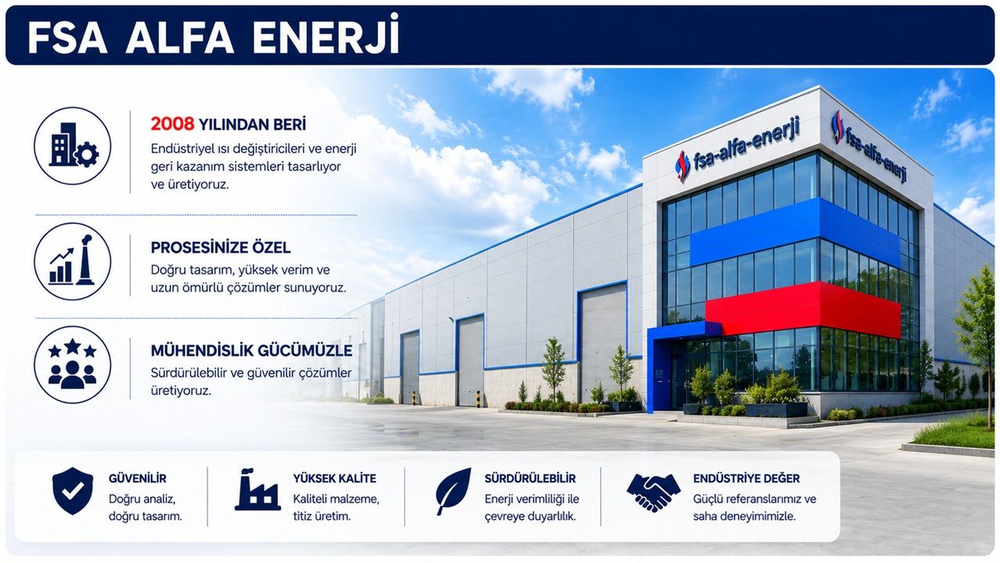 FSA ALFA ENERJİ
2008 YILINDAN BERİ
Endüstriyel ısı değiştiricileri ve enerji
geri kazanım sistemleri tasarlıyor
ve üretiyoruz.
PROSESİNİZE ÖZEL
Doğru tasarım, yüksek verim ve
uzun ömürlü çözümler sunuyoruz.
MÜHENDİSLİK GÜCÜMÜZLE
Sürdürülebilir ve güvenilir çözümler
üretiyoruz.
fsa-alfa-enerji
fsa-alfa-enerji
GÜVENİLİR
Doğru analiz,
doğru tasarım.
YÜKSEK KALİTE
Kaliteli malzeme,
titiz üretim.
SÜRDÜRÜLEBİLİR
Enerji verimliliği ile
çevreye duyarlılık.
ENDÜSTRİYE DEĞER
Güçlü referanslarımız ve
saha deneyimimizle.